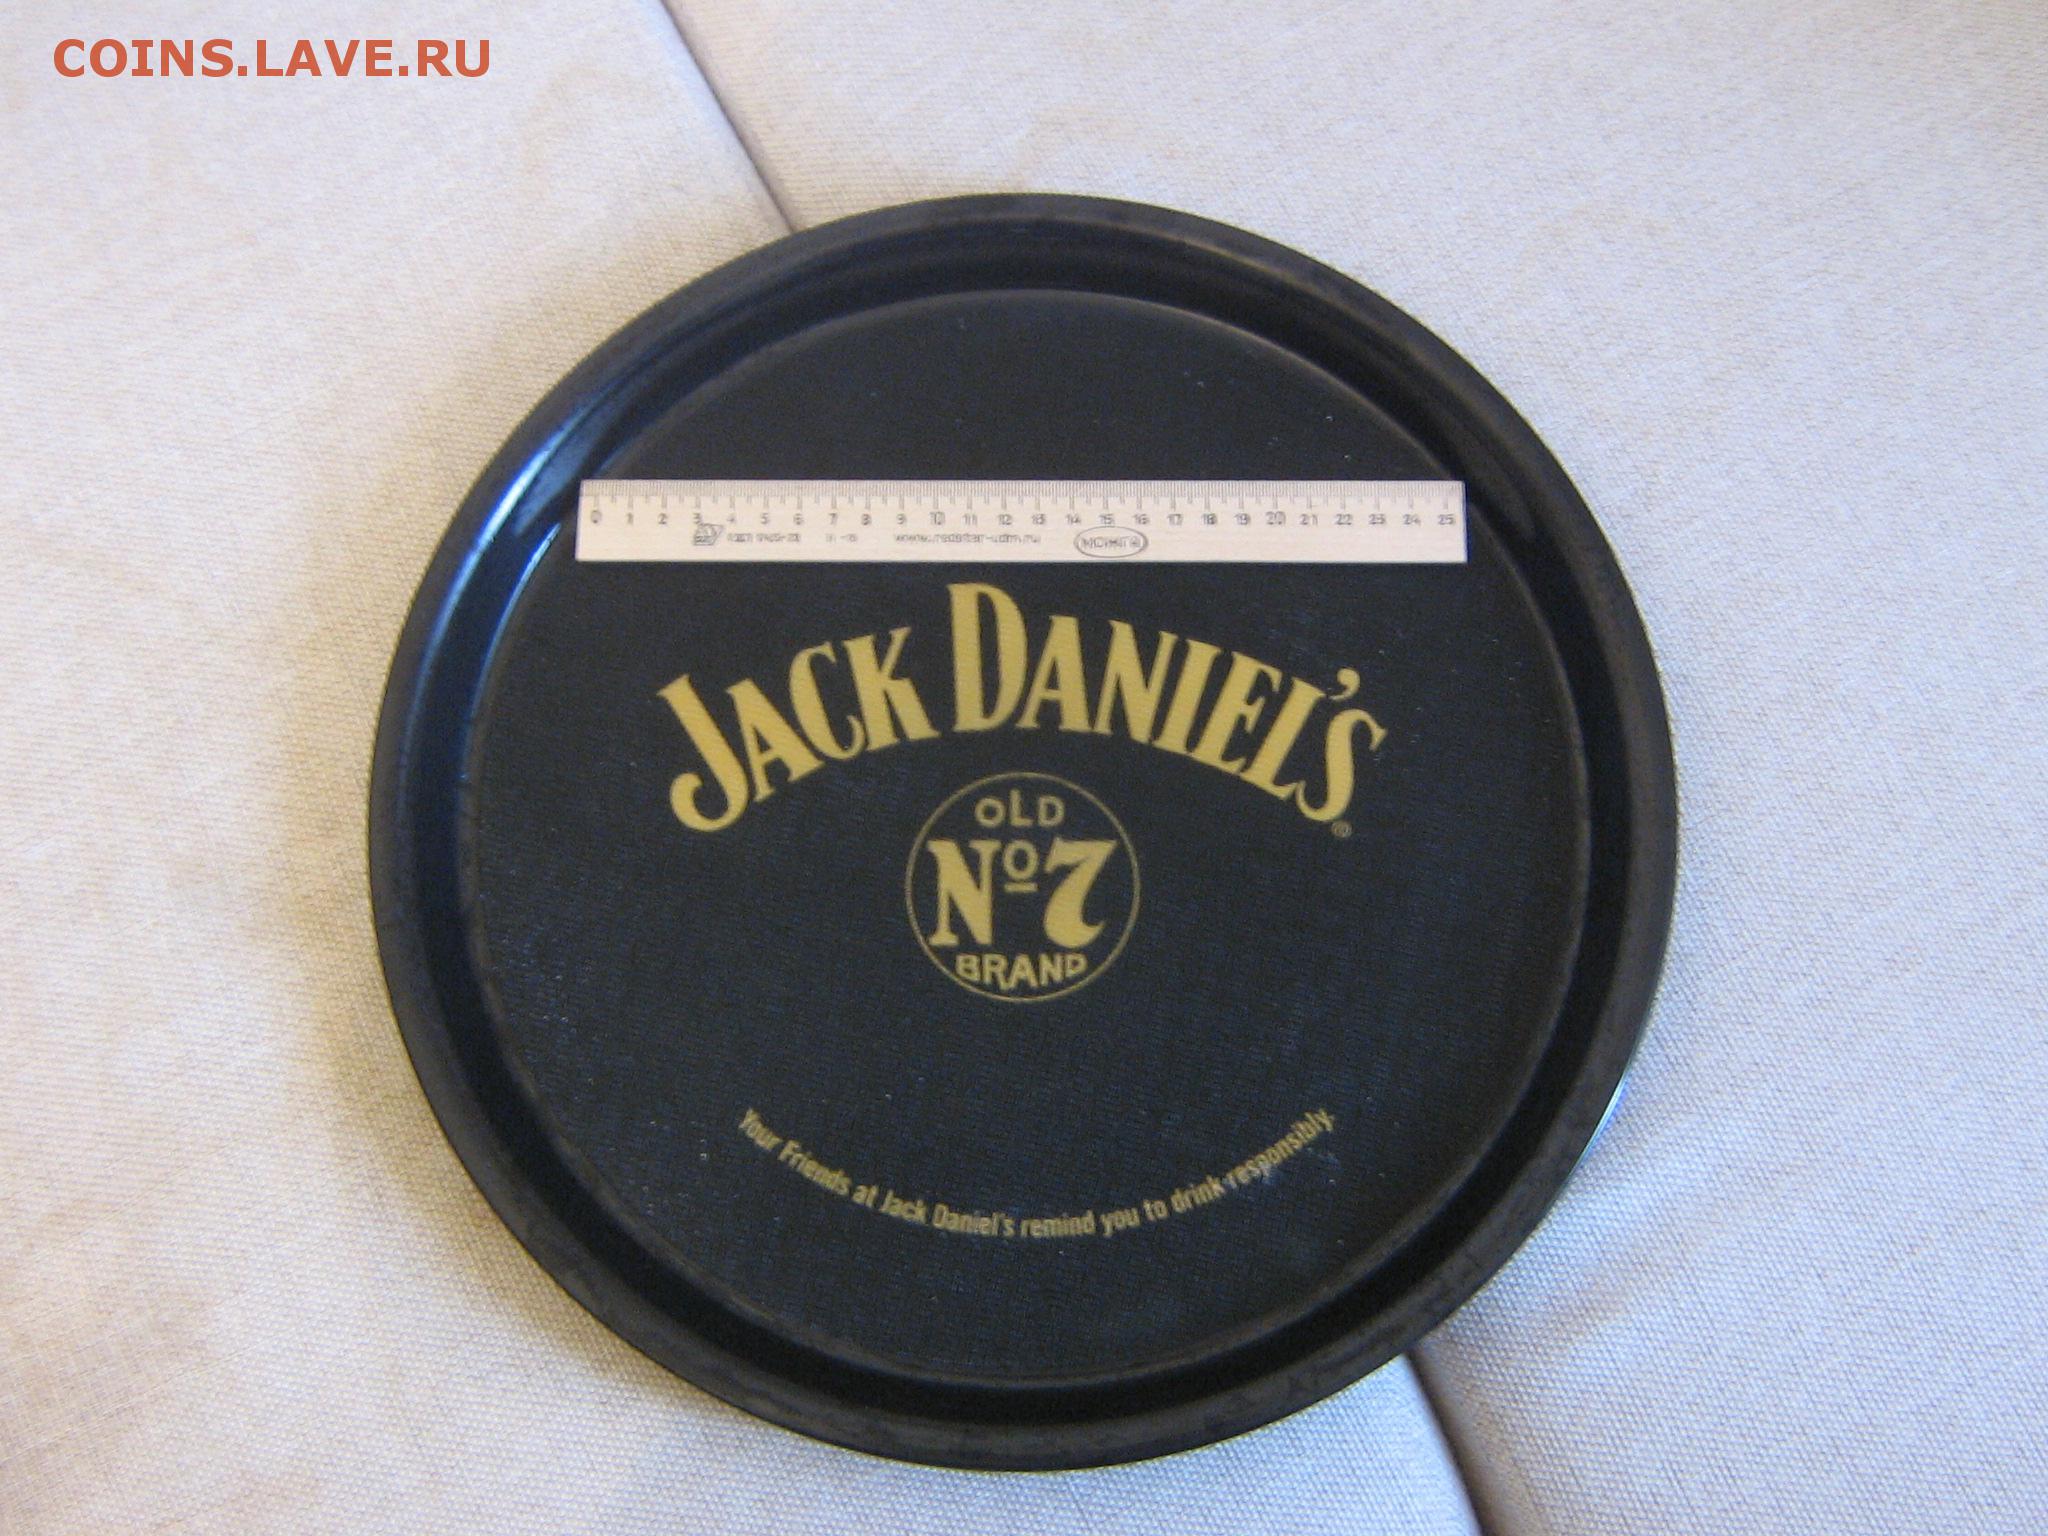 COINS.LAVE.RU
0 1 2 3 4 5 6 7 8 9 10 11 12 13 14 15 16 17 18 19 20 21 22 23 24 25
JACK DANIEL'S®
OLD
Nº7
BRAND
Your Friends at Jack Daniel's remind you to drink responsibly.